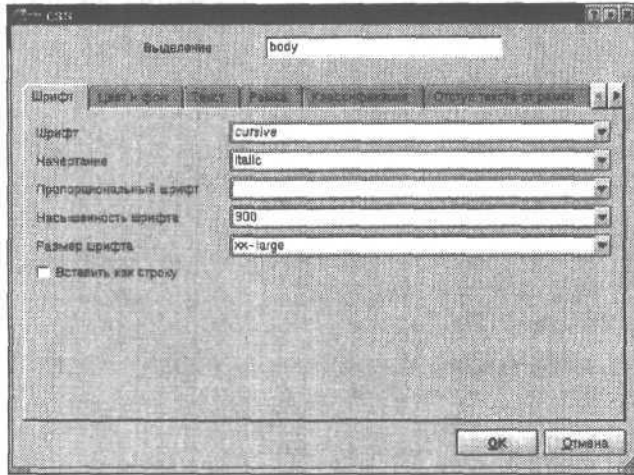 CSS
Выделение body
Шрифт Цвет и фон Текст Рамка Классификация Отступ текста от рамки
Шрифт cursive
Начертание italic
Пропорциональный шрифт
Насыщенность шрифта 900
Размер шрифта xx-large
Вставить как строку
OK Отмена